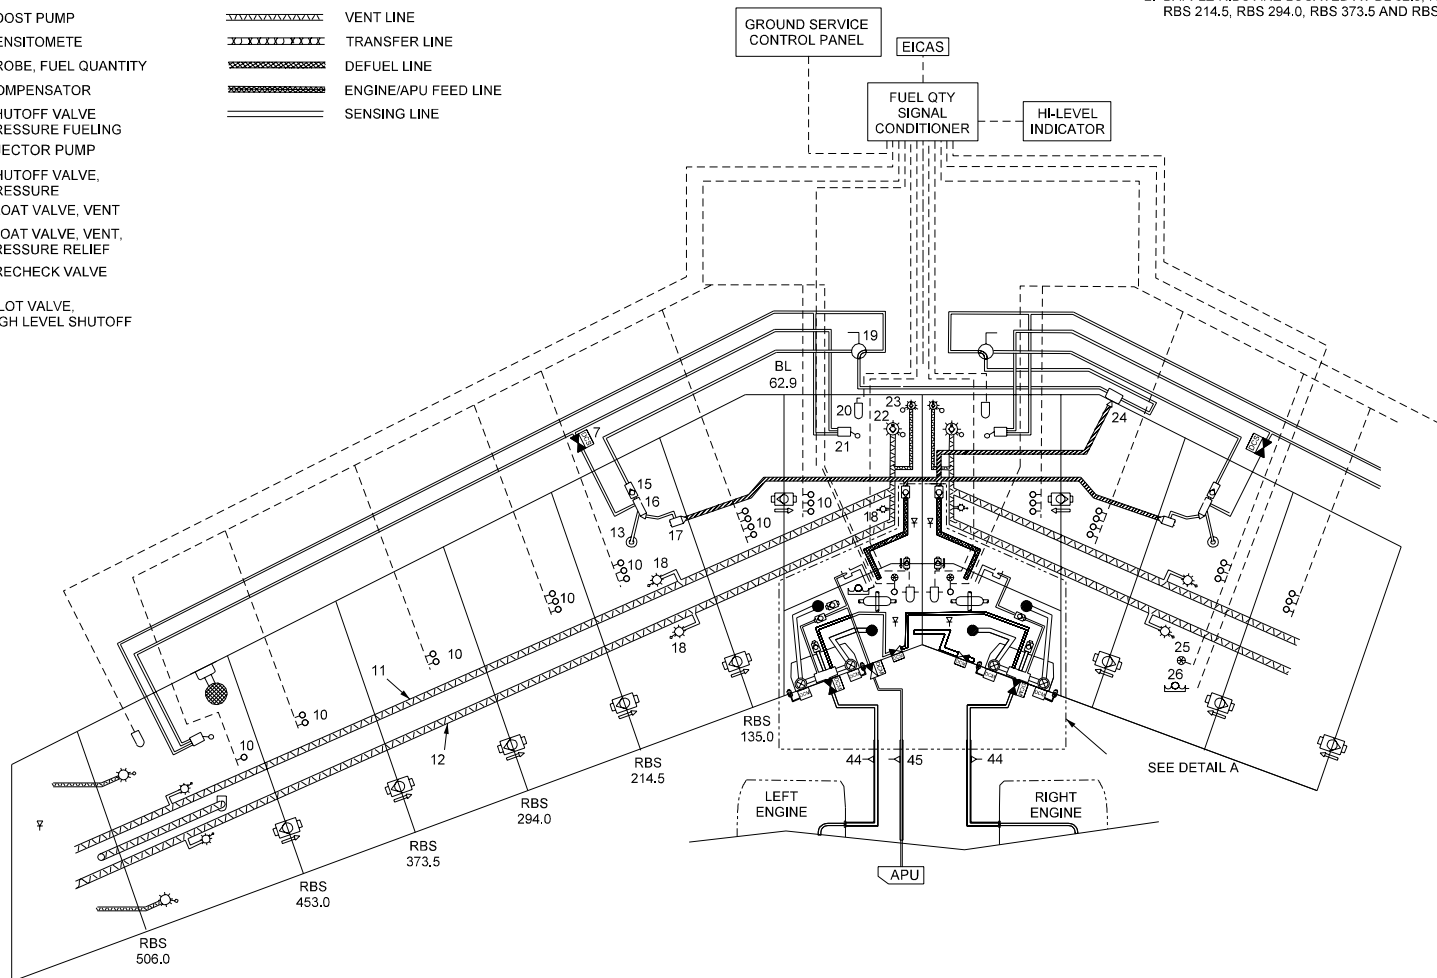 OOST PUMP
ENSITOMETE
ROBE, FUEL QUANTITY
OMPENSATOR
HUTOFF VALVE
RESSURE FUELING
JECTOR PUMP
HUTOFF VALVE,
RESSURE
OAT VALVE, VENT
OAT VALVE, VENT,
RESSURE RELIEF
RECHECK VALVE
LOT VALVE,
GH LEVEL SHUTOFF
VENT LINE
TRANSFER LINE
DEFUEL LINE
ENGINE/APU FEED LINE
SENSING LINE
RBS 214.5, RBS 294.0, RBS 373.5 AND RBS
GROUND SERVICE
CONTROL PANEL
EICAS
FUEL QTY
SIGNAL
CONDITIONER
HI-LEVEL
INDICATOR
19
BL
62.9
20
23
22
21
24
7
15
16
13
17
10
10
10
18
18
10
10
10
10
10
18
11
12
25
26
RBS
135.0
RBS
214.5
RBS
294.0
RBS
373.5
RBS
453.0
RBS
506.0
44
45
44
SEE DETAIL A
LEFT
ENGINE
RIGHT
ENGINE
APU